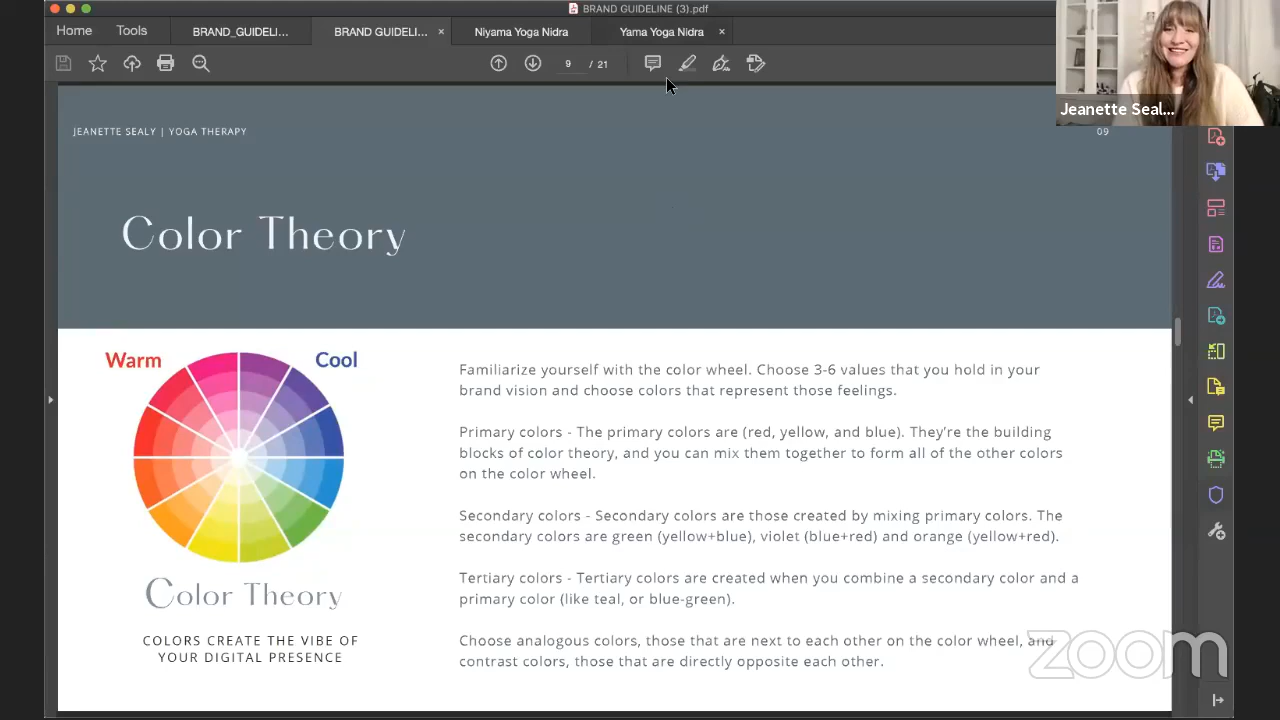 BRAND GUIDELINE (3).pdf
Home
Tools
BRAND_GUIDELI...
BRAND GUIDELI... ×
Niyama Yoga Nidra
Yama Yoga Nidra ×
9 / 21
Jeanette Seal...
JEANETTE SEALY | YOGA THERAPY
09
Color Theory
Warm
Cool
Color Theory
COLORS CREATE THE VIBE OF
YOUR DIGITAL PRESENCE
Familiarize yourself with the color wheel. Choose 3-6 values that you hold in your
brand vision and choose colors that represent those feelings.
Primary colors - The primary colors are (red, yellow, and blue). They're the building
blocks of color theory, and you can mix them together to form all of the other colors
on the color wheel.
Secondary colors - Secondary colors are those created by mixing primary colors. The
secondary colors are green (yellow+blue), violet (blue+red) and orange (yellow+red).
Tertiary colors - Tertiary colors are created when you combine a secondary color and a
primary color (like teal, or blue-green).
Choose analogous colors, those that are next to each other on the color wheel, and
contrast colors, those that are directly opposite each other.
zoom